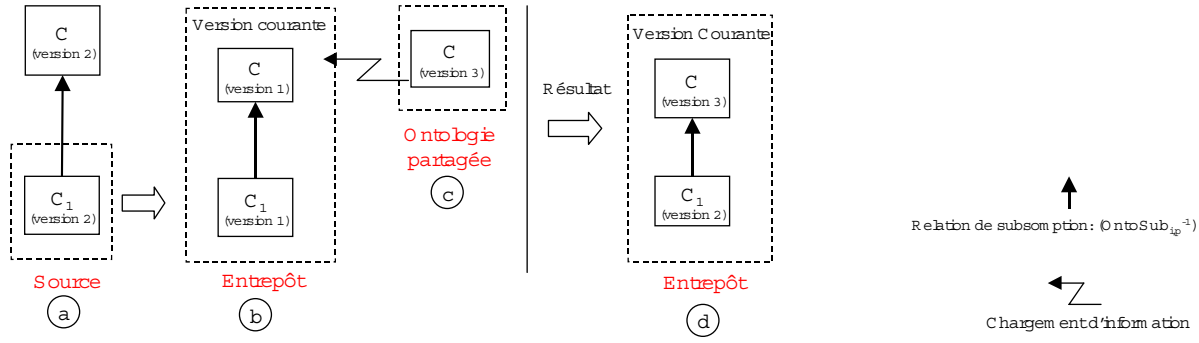 C
(version 2)
C1
(version 2)
Source
a
Version courante
C
(version 1)
C1
(version 1)
Entrepôt
b
C
(version 3)
Ontologie
partagée
c
Résultat
Version Courante
C
(version 3)
C1
(version 2)
Entrepôt
d
Relation de subsomption: (OntoSubip-1)
Chargement d'information